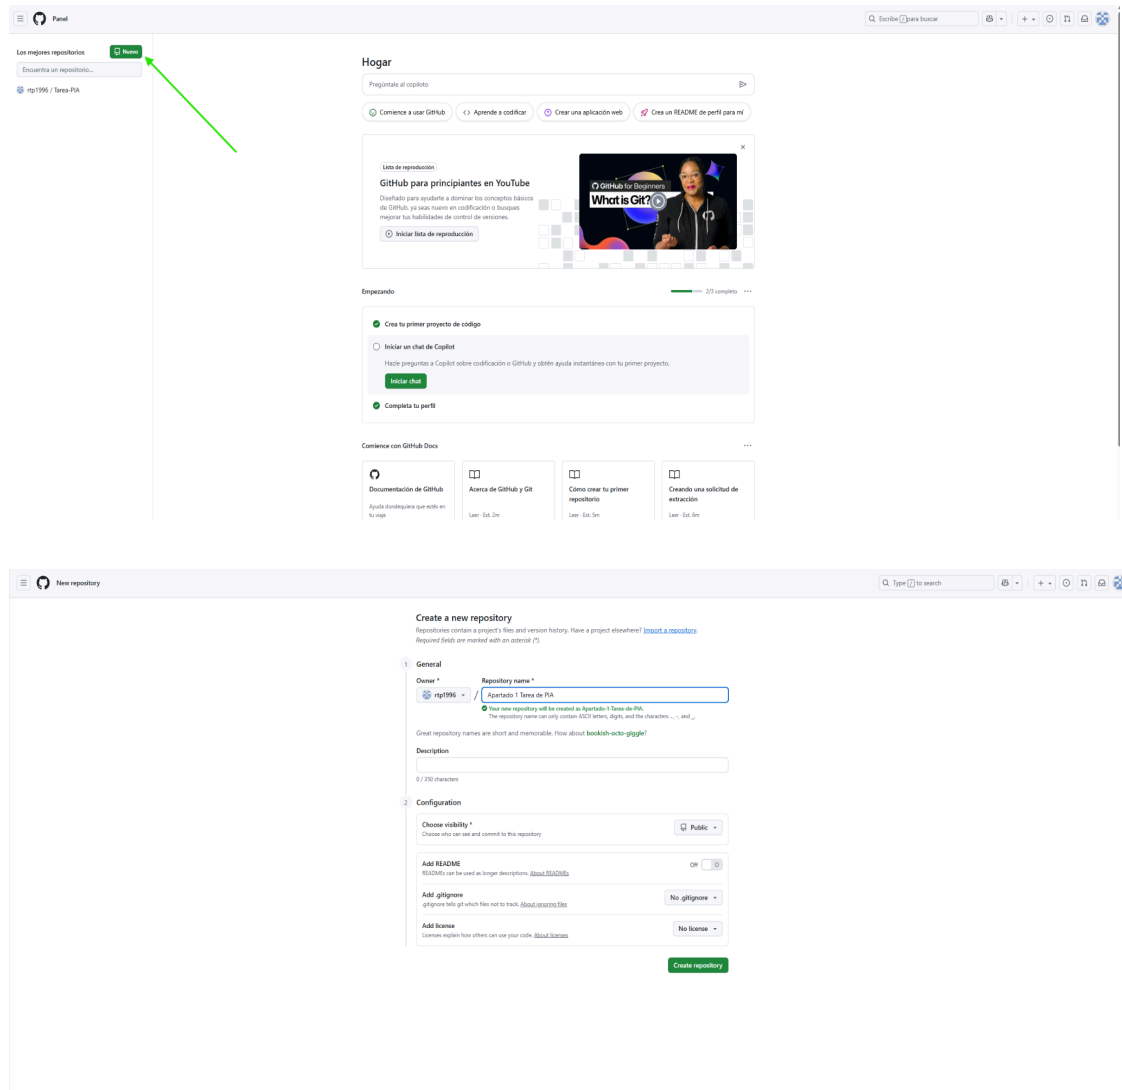 Panel
Escribe / para buscar
Los mejores repositorios
Nuevo
Encuentra un repositorio...
rtp1996 / Tarea-PIA
Hogar
Pregúntale al copiloto
Comience a usar GitHub
Aprende a codificar
Crear una aplicación web
Crea un README de perfil para mí
Lista de reproducción
GitHub para principiantes en YouTube
Diseñado para ayudarte a dominar los conceptos básicos
de GitHub, ya seas nuevo en codificación o busques
mejorar tus habilidades de control de versiones.
Iniciar lista de reproducción
GitHub for Beginners
What is Git?
Empezando
2/3 completo
Crea tu primer proyecto de código
Iniciar un chat de Copilot
Hazle preguntas a Copilot sobre codificación o GitHub y obtén ayuda instantánea con tu primer proyecto.
Iniciar chat
Completa tu perfil
Comience con GitHub Docs
Documentación de GitHub
Ayuda dondequiera que estés en
tu viaje
Acerca de GitHub y Git
Leer · Est. 2m
Cómo crear tu primer
repositorio
Leer · Est. 5m
Creando una solicitud de
extracción
Leer · Est. 6m
New repository
Type / to search
Create a new repository
Repositories contain a project's files and version history. Have a project elsewhere? Import a repository.
Required fields are marked with an asterisk (*).
1 General
Owner * Repository name *
rtp1996 / Apartado 1 Tarea de PIA
Your new repository will be created as Apartado-1-Tarea-de-PIA.
The repository name can only contain ASCII letters, digits, and the characters ., -, and _.
Great repository names are short and memorable. How about bookish-octo-giggle?
Description
0 / 350 characters
2 Configuration
Choose visibility *
Choose who can see and commit to this repository
Public
Add README
READMEs can be used as longer descriptions. About READMEs
Off
Add .gitignore
.gitignore tells git which files not to track. About ignoring files
No .gitignore
Add license
Licenses explain how others can use your code. About licenses
No license
Create repository